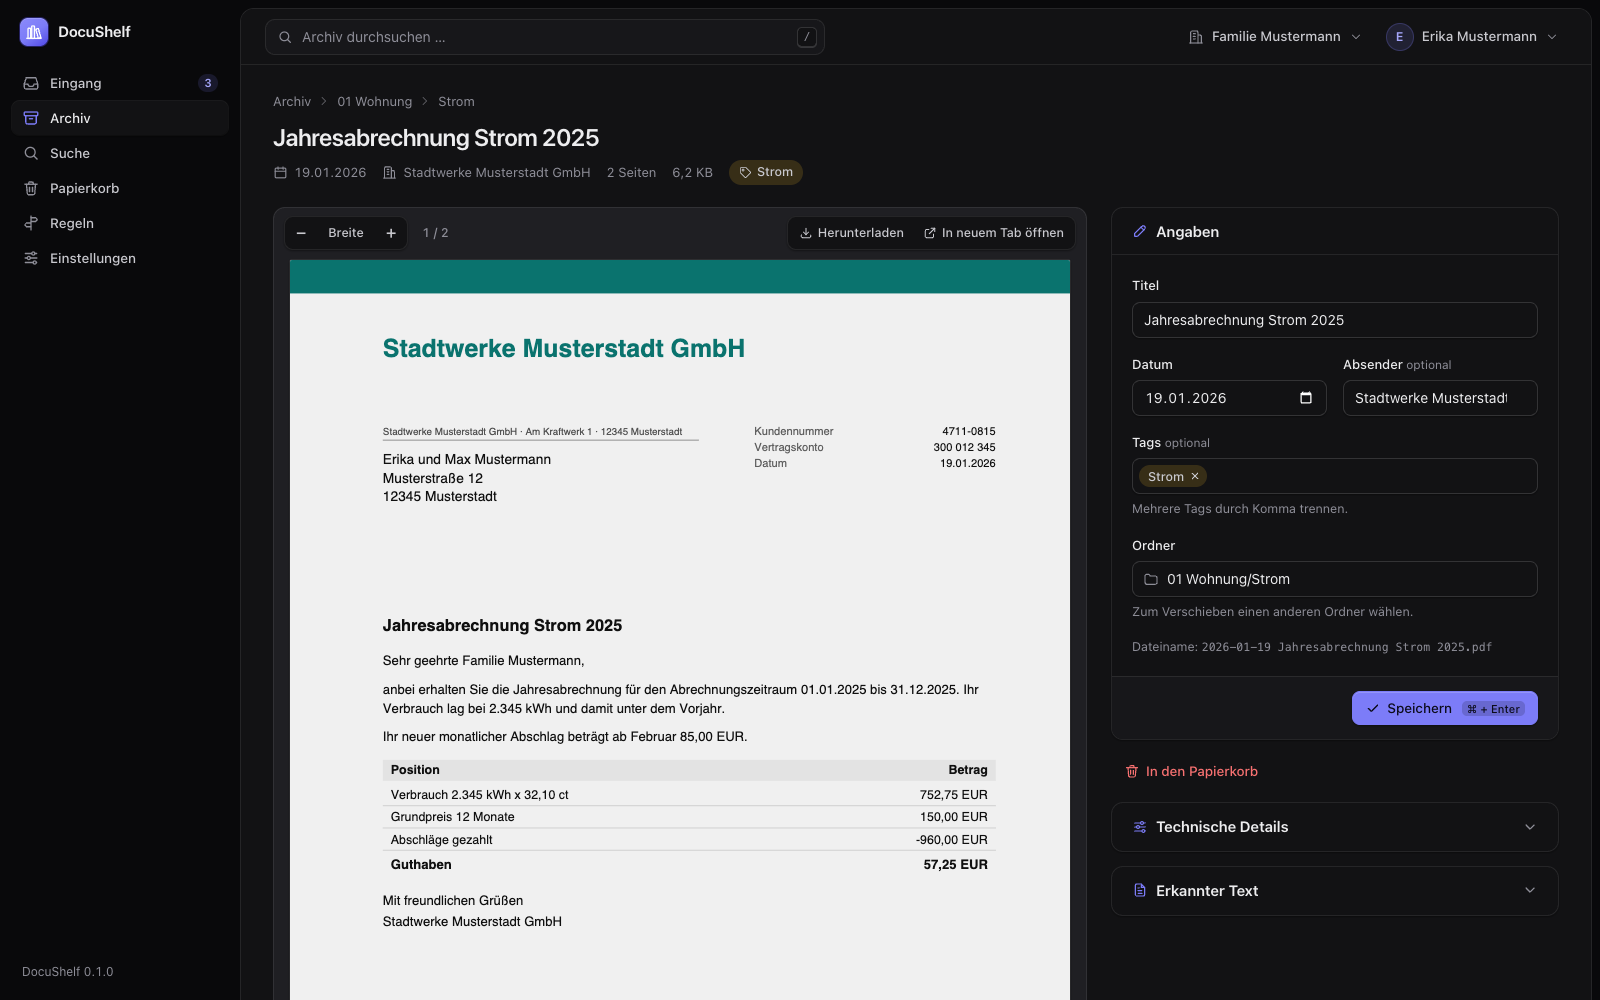 DocuShelf
Eingang 3
Archiv
Suche
Papierkorb
Regeln
Einstellungen
DocuShelf 0.1.0
Archiv durchsuchen ... /
Familie Mustermann
E Erika Mustermann
Archiv > 01 Wohnung > Strom
Jahresabrechnung Strom 2025
19.01.2026 Stadtwerke Musterstadt GmbH 2 Seiten 6,2 KB Strom
− Breite + 1 / 2
Herunterladen In neuem Tab öffnen
Stadtwerke Musterstadt GmbH
Stadtwerke Musterstadt GmbH · Am Kraftwerk 1 · 12345 Musterstadt
Erika und Max Mustermann
Musterstraße 12
12345 Musterstadt
Kundennummer 4711-0815
Vertragskonto 300 012 345
Datum 19.01.2026
Jahresabrechnung Strom 2025
Sehr geehrte Familie Mustermann,
anbei erhalten Sie die Jahresabrechnung für den Abrechnungszeitraum 01.01.2025 bis 31.12.2025. Ihr
Verbrauch lag bei 2.345 kWh und damit unter dem Vorjahr.
Ihr neuer monatlicher Abschlag beträgt ab Februar 85,00 EUR.
Position Betrag
Verbrauch 2.345 kWh x 32,10 ct 752,75 EUR
Grundpreis 12 Monate 150,00 EUR
Abschläge gezahlt -960,00 EUR
Guthaben 57,25 EUR
Mit freundlichen Grüßen
Stadtwerke Musterstadt GmbH
Angaben
Titel
Jahresabrechnung Strom 2025
Datum
19.01.2026
Absender optional
Stadtwerke Musterstadt
Tags optional
Strom ×
Mehrere Tags durch Komma trennen.
Ordner
01 Wohnung/Strom
Zum Verschieben einen anderen Ordner wählen.
Dateiname: 2026-01-19 Jahresabrechnung Strom 2025.pdf
Speichern ⌘ + Enter
In den Papierkorb
Technische Details
Erkannter Text